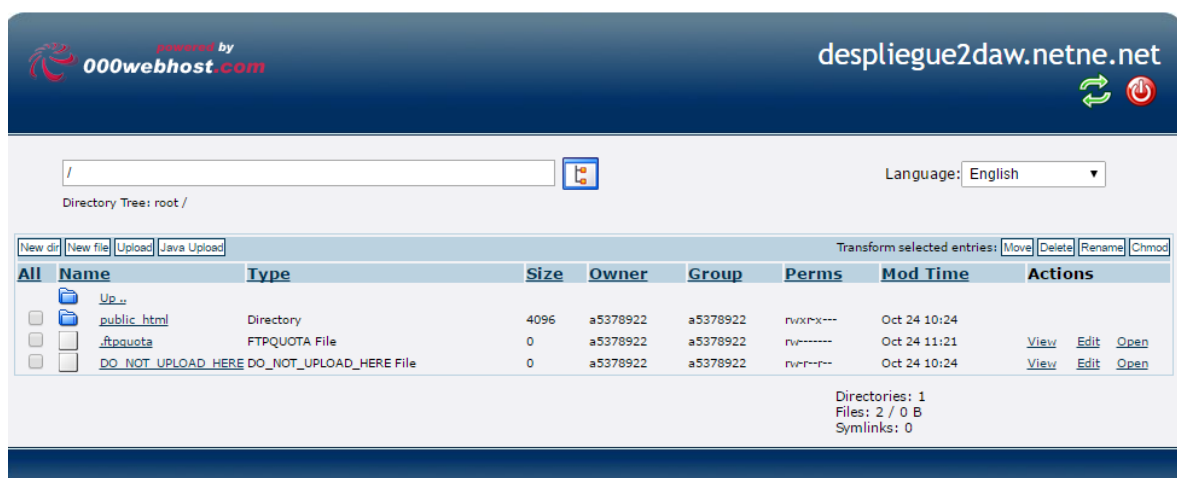 powered by
000webhost.com
despliegue2daw.netne.net
/
Language: English
Directory Tree: root /
New dir New file Upload Java Upload Transform selected entries: Move Delete Rename Chmod
All Name Type Size Owner Group Perms Mod Time Actions
Up ..
public_html Directory 4096 a5378922 a5378922 rwxr-x--- Oct 24 10:24
.ftpquota FTPQUOTA File 0 a5378922 a5378922 rw------- Oct 24 11:21 View Edit Open
DO_NOT_UPLOAD_HERE DO_NOT_UPLOAD_HERE File 0 a5378922 a5378922 rw-r--r-- Oct 24 10:24 View Edit Open
Directories: 1
Files: 2 / 0 B
Symlinks: 0